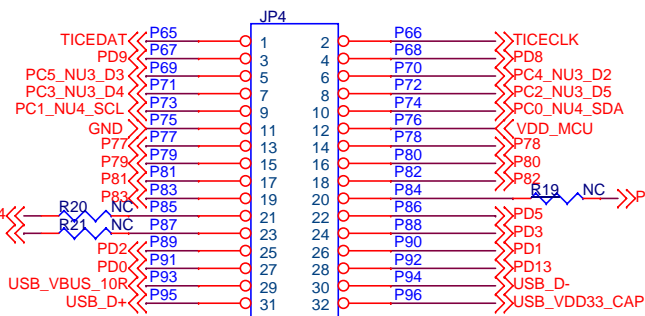 JP4
TICEDAT P65 1 2 P66 TICECLK
PD9 P67 3 4 P68 PD8
PC5_NU3_D3 P69 5 6 P70 PC4_NU3_D2
PC3_NU3_D4 P71 7 8 P72 PC2_NU3_D5
PC1_NU4_SCL P73 9 10 P74 PC0_NU4_SDA
GND P75 11 12 P76 VDD_MCU
P77 P77 13 14 P78 P78
P79 P79 15 16 P80 P80
P81 P81 17 18 P82 P82
P83 P83 19 20 P84 R19 NC P
R20 NC P85 21 22 P86 PD5
R21 NC P87 23 24 P88 PD3
PD2 P89 25 26 P90 PD1
PD0 P91 27 28 P92 PD13
USB_VBUS_10R P93 29 30 P94 USB_D-
USB_D+ P95 31 32 P96 USB_VDD33_CAP